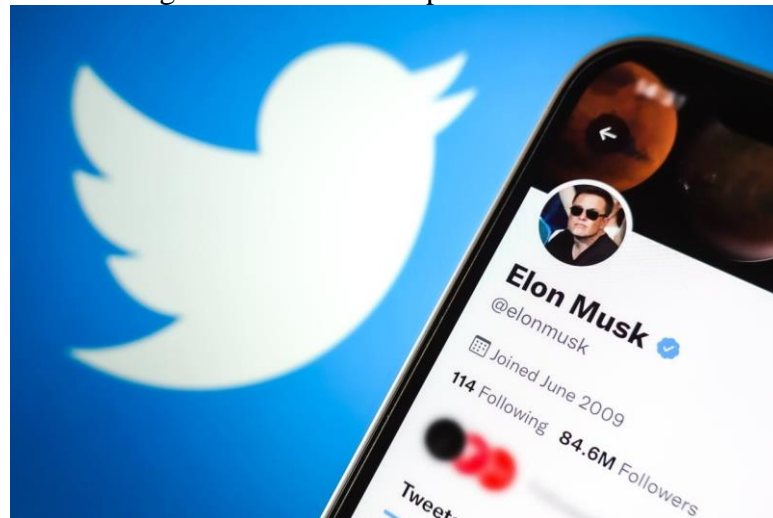 Elon Musk
@elonmusk
Joined June 2009
114 Following 84.6M Followers
Tweets